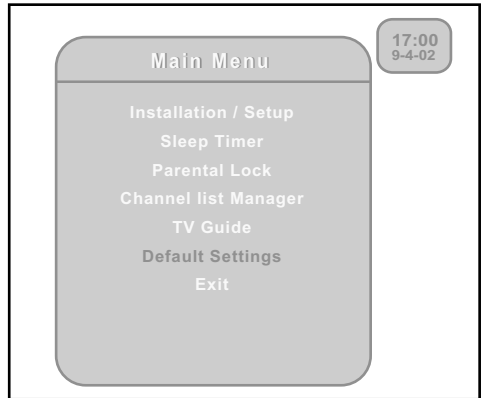 17:00
9-4-02
Main Menu
Installation / Setup
Sleep Timer
Parental Lock
Channel list Manager
TV Guide
Default Settings
Exit